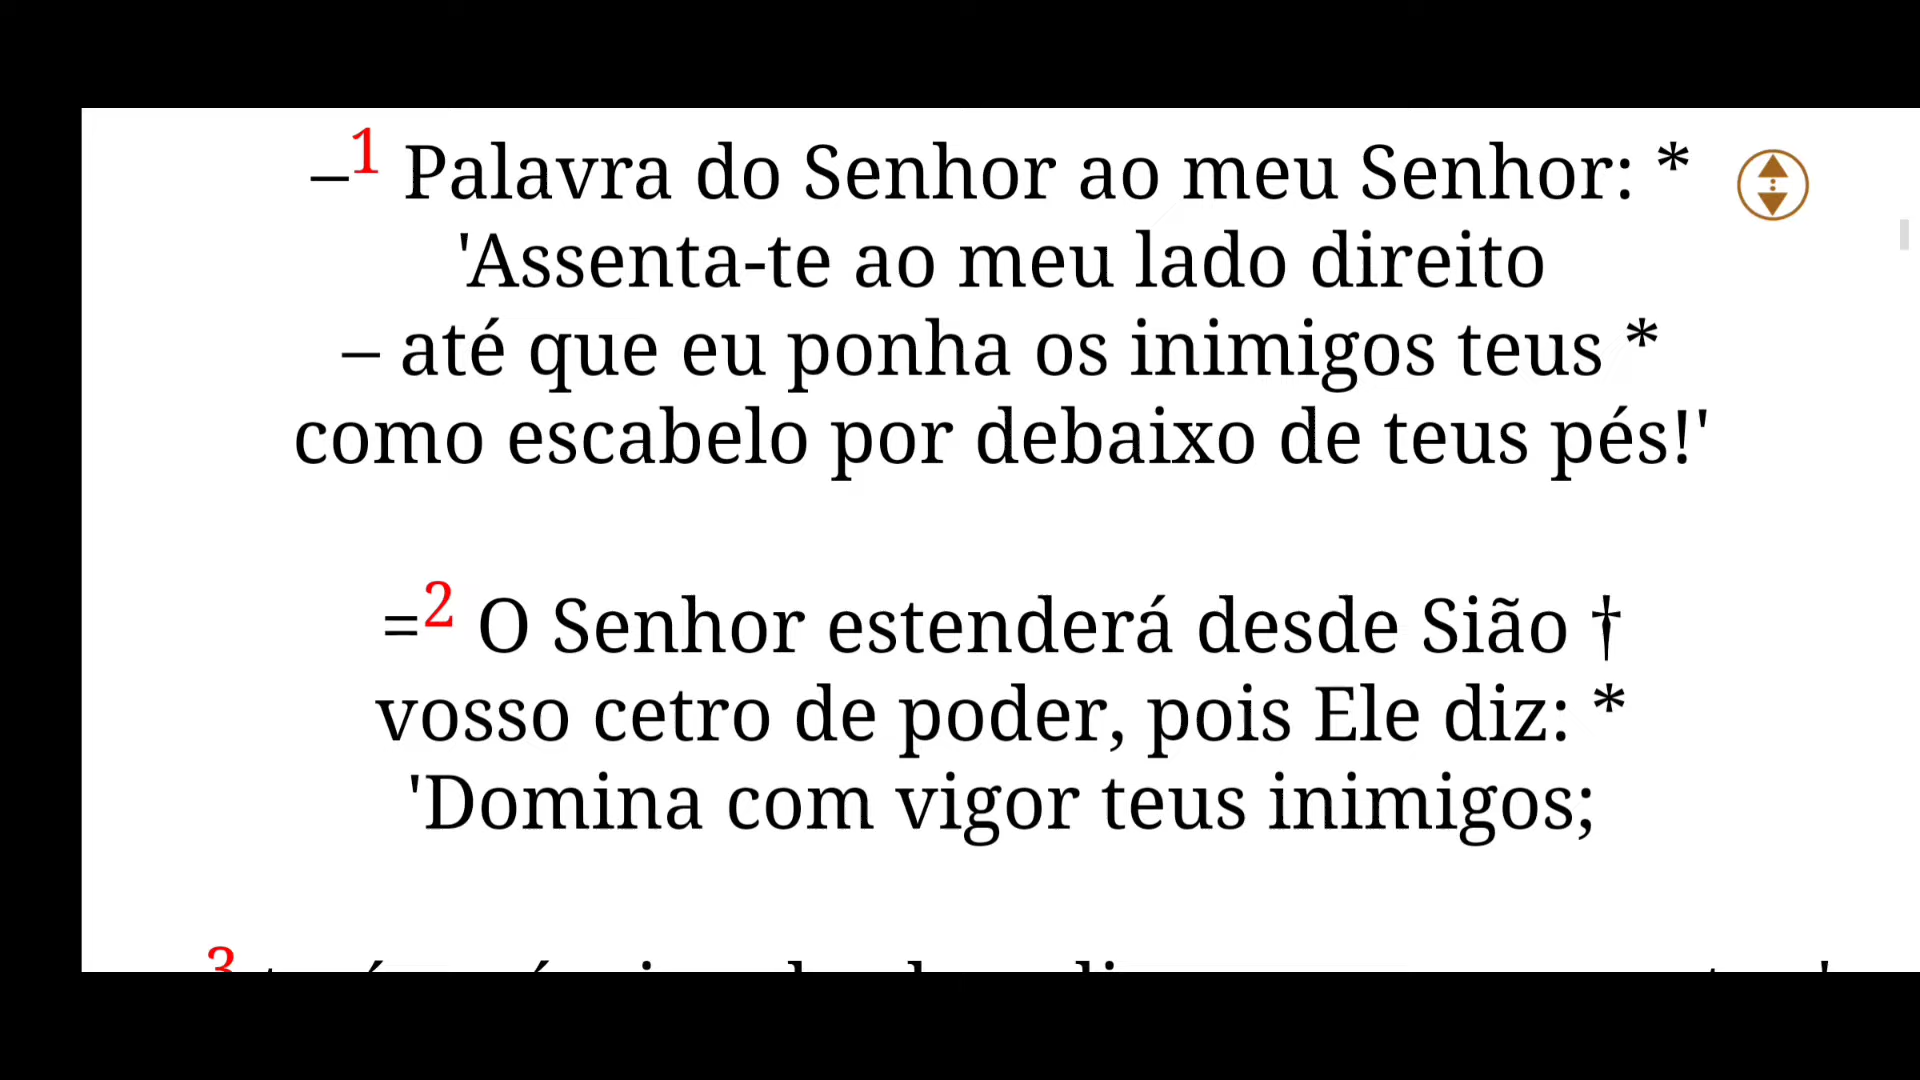 –1 Palavra do Senhor ao meu Senhor: *
'Assenta-te ao meu lado direito
– até que eu ponha os inimigos teus *
como escabelo por debaixo de teus pés!'
=2 O Senhor estenderá desde Sião †
vosso cetro de poder, pois Ele diz: *
'Domina com vigor teus inimigos;
3